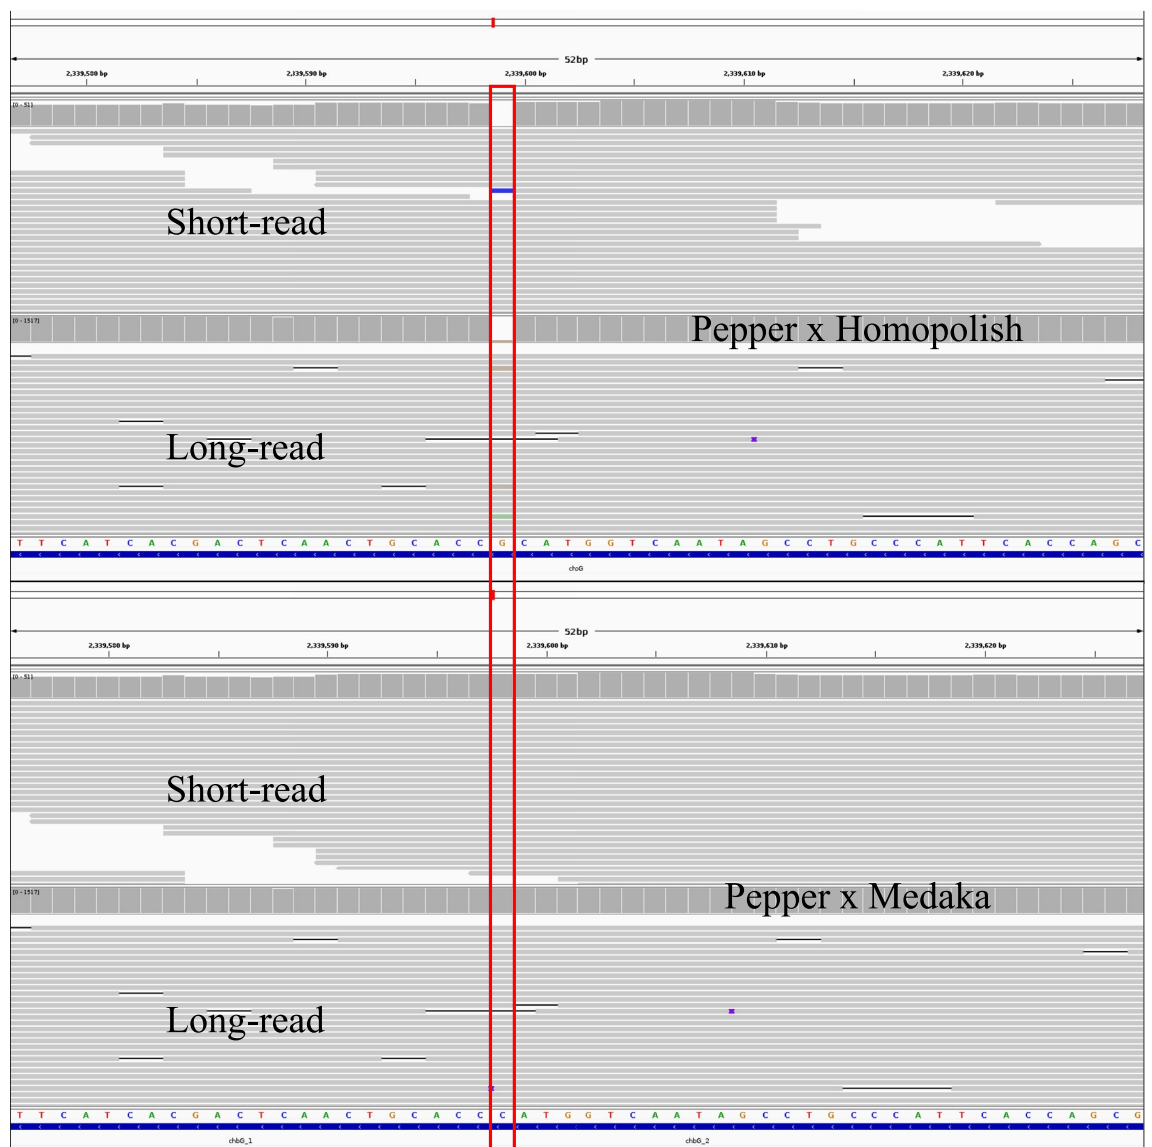 52bp
2,339,580 bp 2,339,590 bp 2,339,600 bp 2,339,610 bp 2,339,620 bp
[0 - 51]
Short-read
[0 - 1517]
Pepper x Homopolish
Long-read
T T C A T C A C G A C T C A A C T G C A C C G C A T G G T C A A T A G C C T G C C C A T T C A C C A G C
chbG
52bp
2,339,580 bp 2,339,590 bp 2,339,600 bp 2,339,610 bp 2,339,620 bp
[0 - 51]
Short-read
[0 - 1517]
Pepper x Medaka
Long-read
T T C A T C A C G A C T C A A C T G C A C C C A T G G T C A A T A G C C T G C C C A T T C A C C A G C G
chbG_1 chbG_2